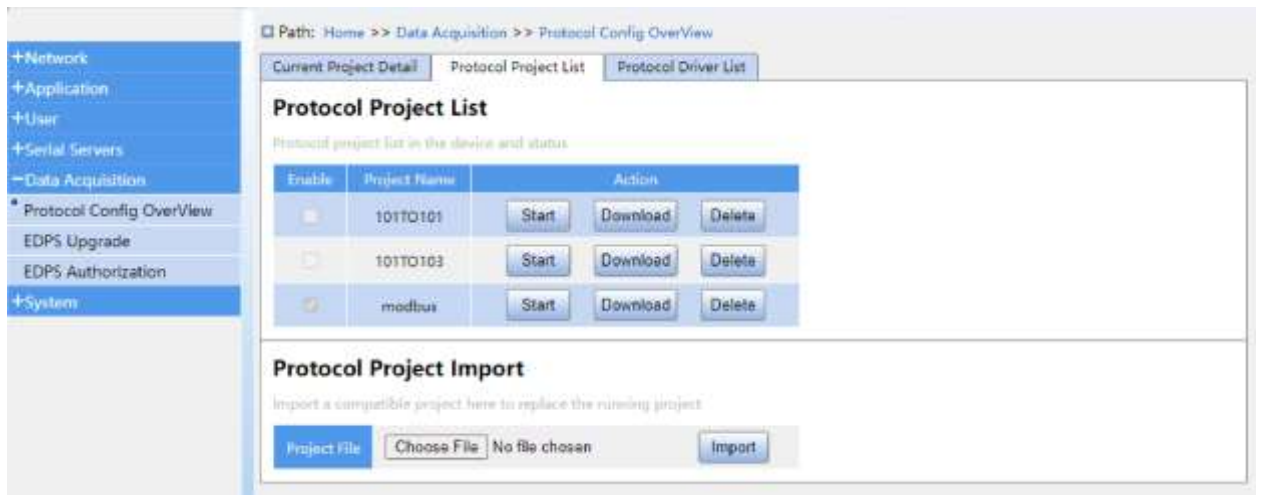 Path: Home >> Data Acquisition >> Protocol Config OverView
+Network
+Application
+User
+Serial Servers
−Data Acquisition
Protocol Config OverView
EDPS Upgrade
EDPS Authorization
+System
Current Project Detail Protocol Project List Protocol Driver List
Protocol Project List
Protocol project list in the device and status
Enable Project Name Action
101TO101 Start Download Delete
101TO103 Start Download Delete
modbus Start Download Delete
Protocol Project Import
Import a compatible project here to replace the running project
Project File Choose File No file chosen Import